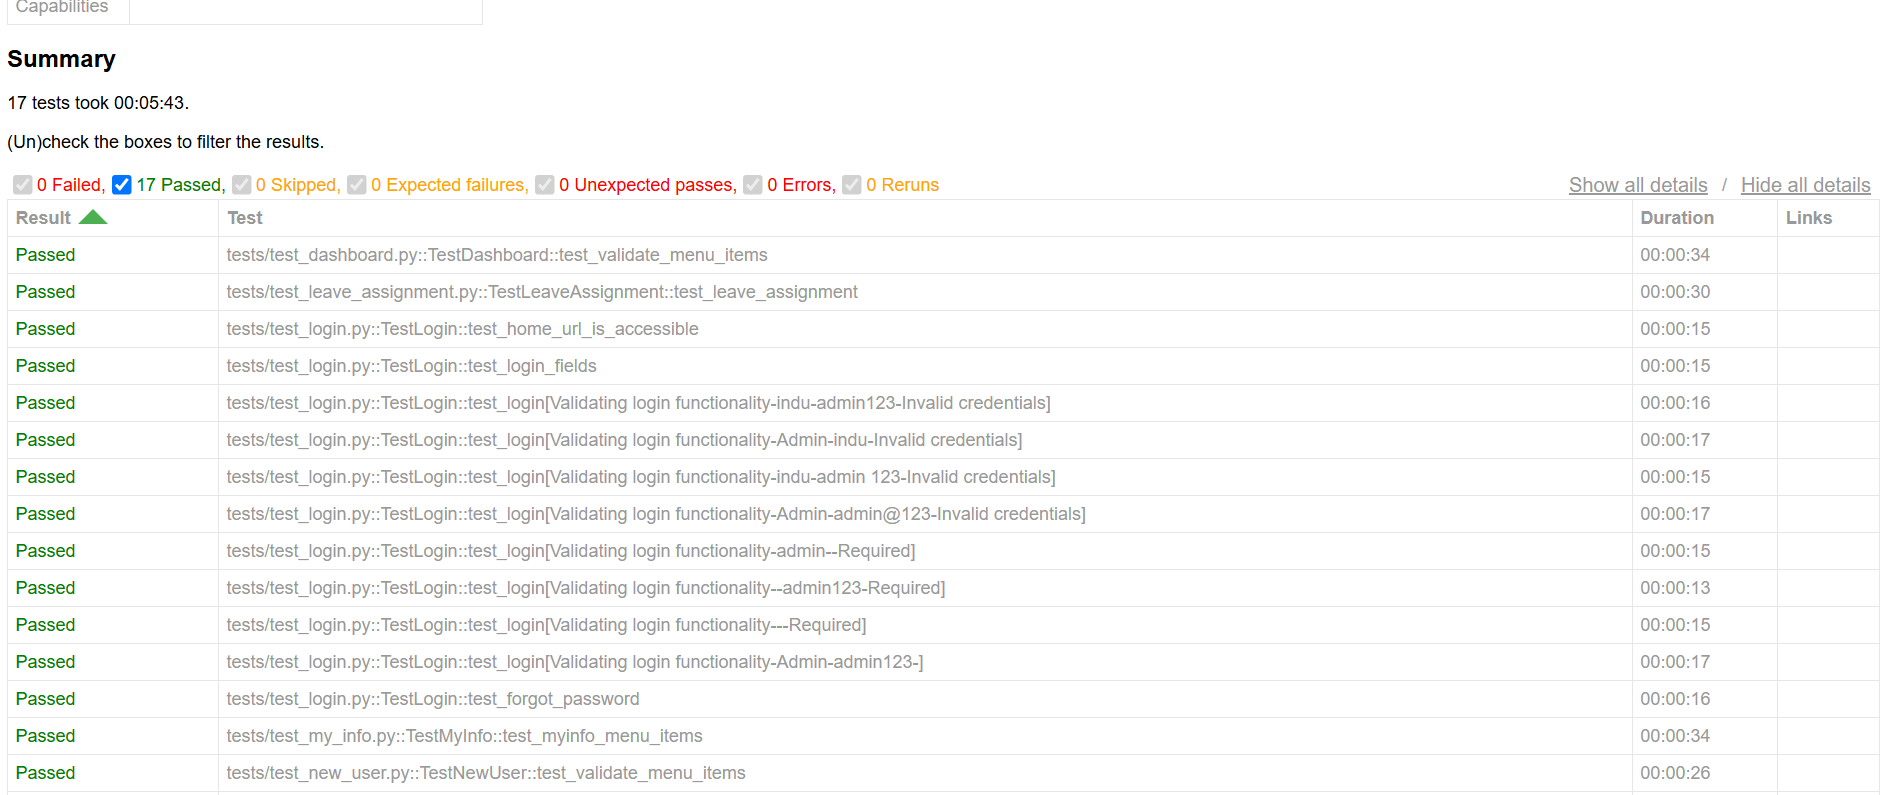 Capabilities
Summary
17 tests took 00:05:43.
(Un)check the boxes to filter the results.
0 Failed, 17 Passed, 0 Skipped, 0 Expected failures, 0 Unexpected passes, 0 Errors, 0 Reruns Show all details / Hide all details
Result Test Duration Links
Passed tests/test_dashboard.py::TestDashboard::test_validate_menu_items 00:00:34
Passed tests/test_leave_assignment.py::TestLeaveAssignment::test_leave_assignment 00:00:30
Passed tests/test_login.py::TestLogin::test_home_url_is_accessible 00:00:15
Passed tests/test_login.py::TestLogin::test_login_fields 00:00:15
Passed tests/test_login.py::TestLogin::test_login[Validating login functionality-indu-admin123-Invalid credentials] 00:00:16
Passed tests/test_login.py::TestLogin::test_login[Validating login functionality-Admin-indu-Invalid credentials] 00:00:17
Passed tests/test_login.py::TestLogin::test_login[Validating login functionality-indu-admin 123-Invalid credentials] 00:00:15
Passed tests/test_login.py::TestLogin::test_login[Validating login functionality-Admin-admin@123-Invalid credentials] 00:00:17
Passed tests/test_login.py::TestLogin::test_login[Validating login functionality-admin--Required] 00:00:15
Passed tests/test_login.py::TestLogin::test_login[Validating login functionality--admin123-Required] 00:00:13
Passed tests/test_login.py::TestLogin::test_login[Validating login functionality---Required] 00:00:15
Passed tests/test_login.py::TestLogin::test_login[Validating login functionality-Admin-admin123-] 00:00:17
Passed tests/test_login.py::TestLogin::test_forgot_password 00:00:16
Passed tests/test_my_info.py::TestMyInfo::test_myinfo_menu_items 00:00:34
Passed tests/test_new_user.py::TestNewUser::test_validate_menu_items 00:00:26